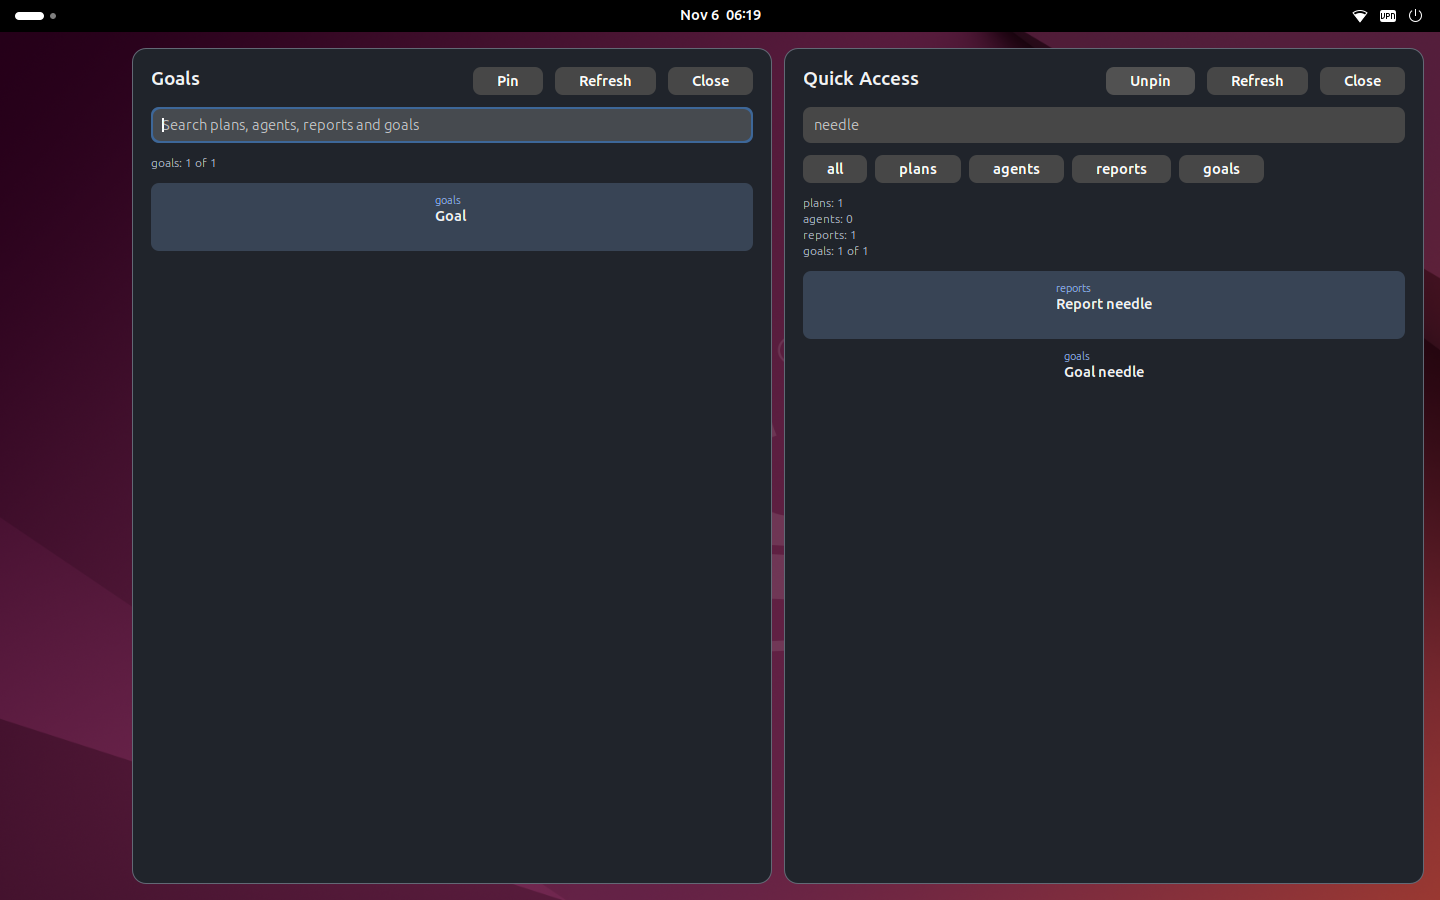 Nov 6 06:19
VPN
Goals
Pin
Refresh
Close
Search plans, agents, reports and goals
goals: 1 of 1
goals
Goal
Quick Access
Unpin
Refresh
Close
needle
all
plans
agents
reports
goals
plans: 1
agents: 0
reports: 1
goals: 1 of 1
reports
Report needle
goals
Goal needle